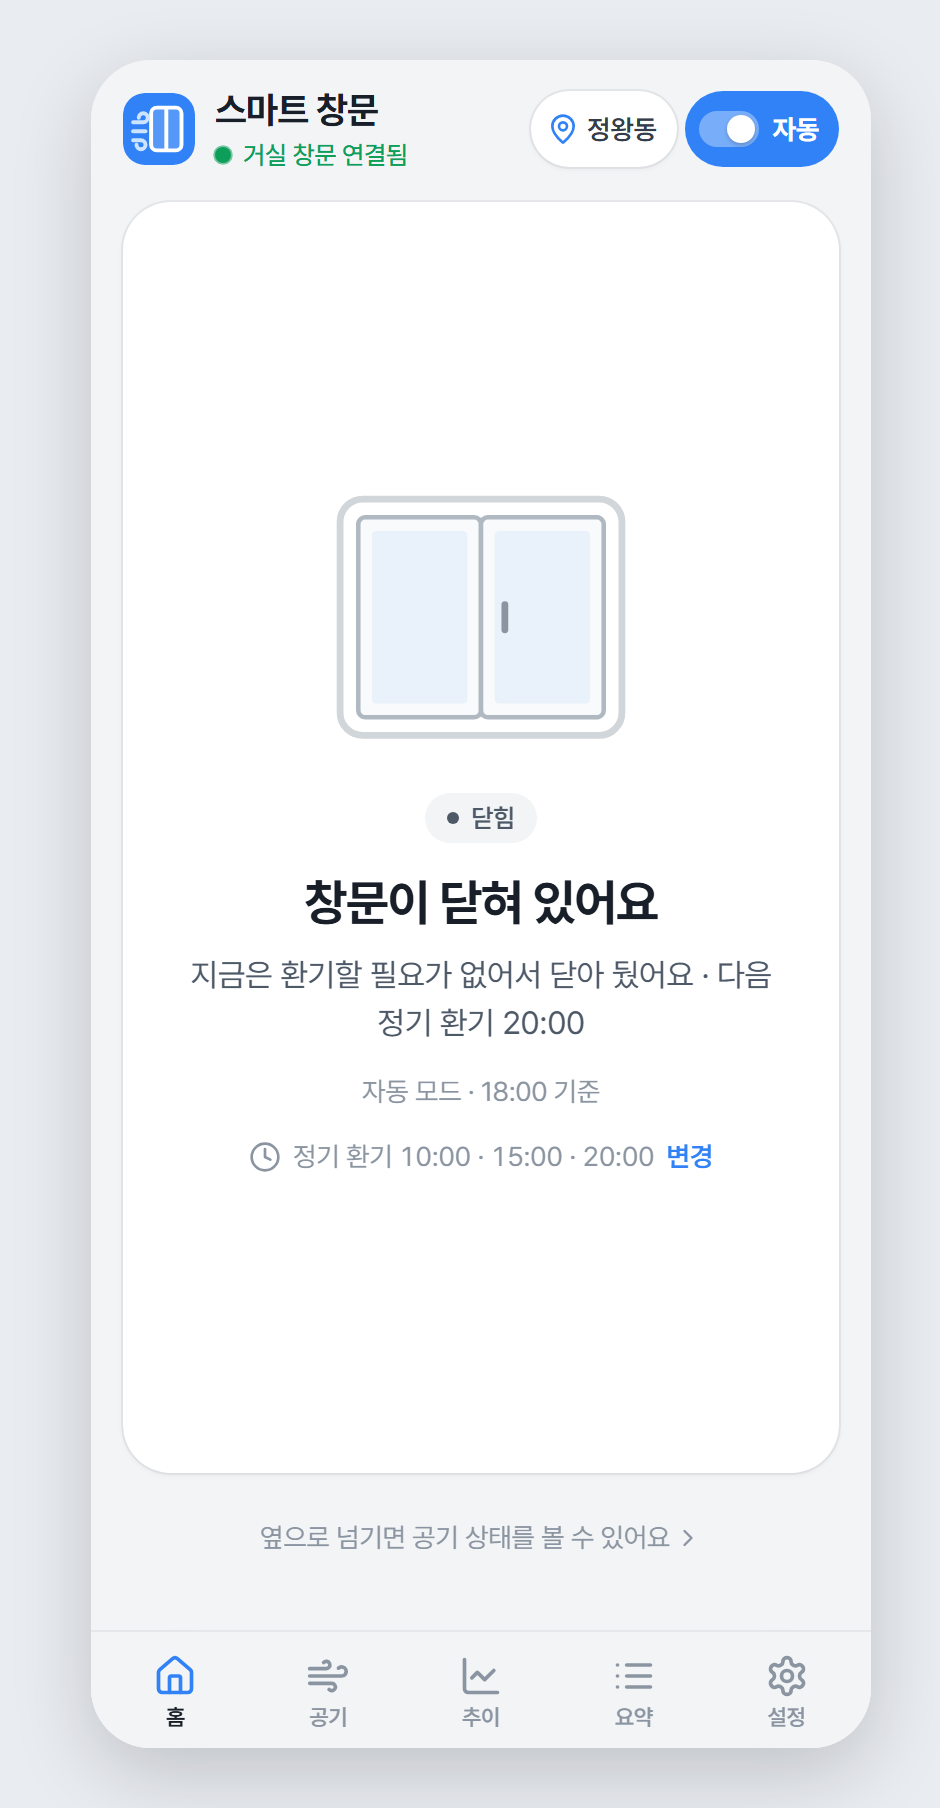 스마트 창문
거실 창문 연결됨
정왕동
자동
닫힘
창문이 닫혀 있어요
지금은 환기할 필요가 없어서 닫아 뒀어요 · 다음
정기 환기 20:00
자동 모드 · 18:00 기준
정기 환기 10:00 · 15:00 · 20:00 변경
옆으로 넘기면 공기 상태를 볼 수 있어요
홈
공기
추이
요약
설정